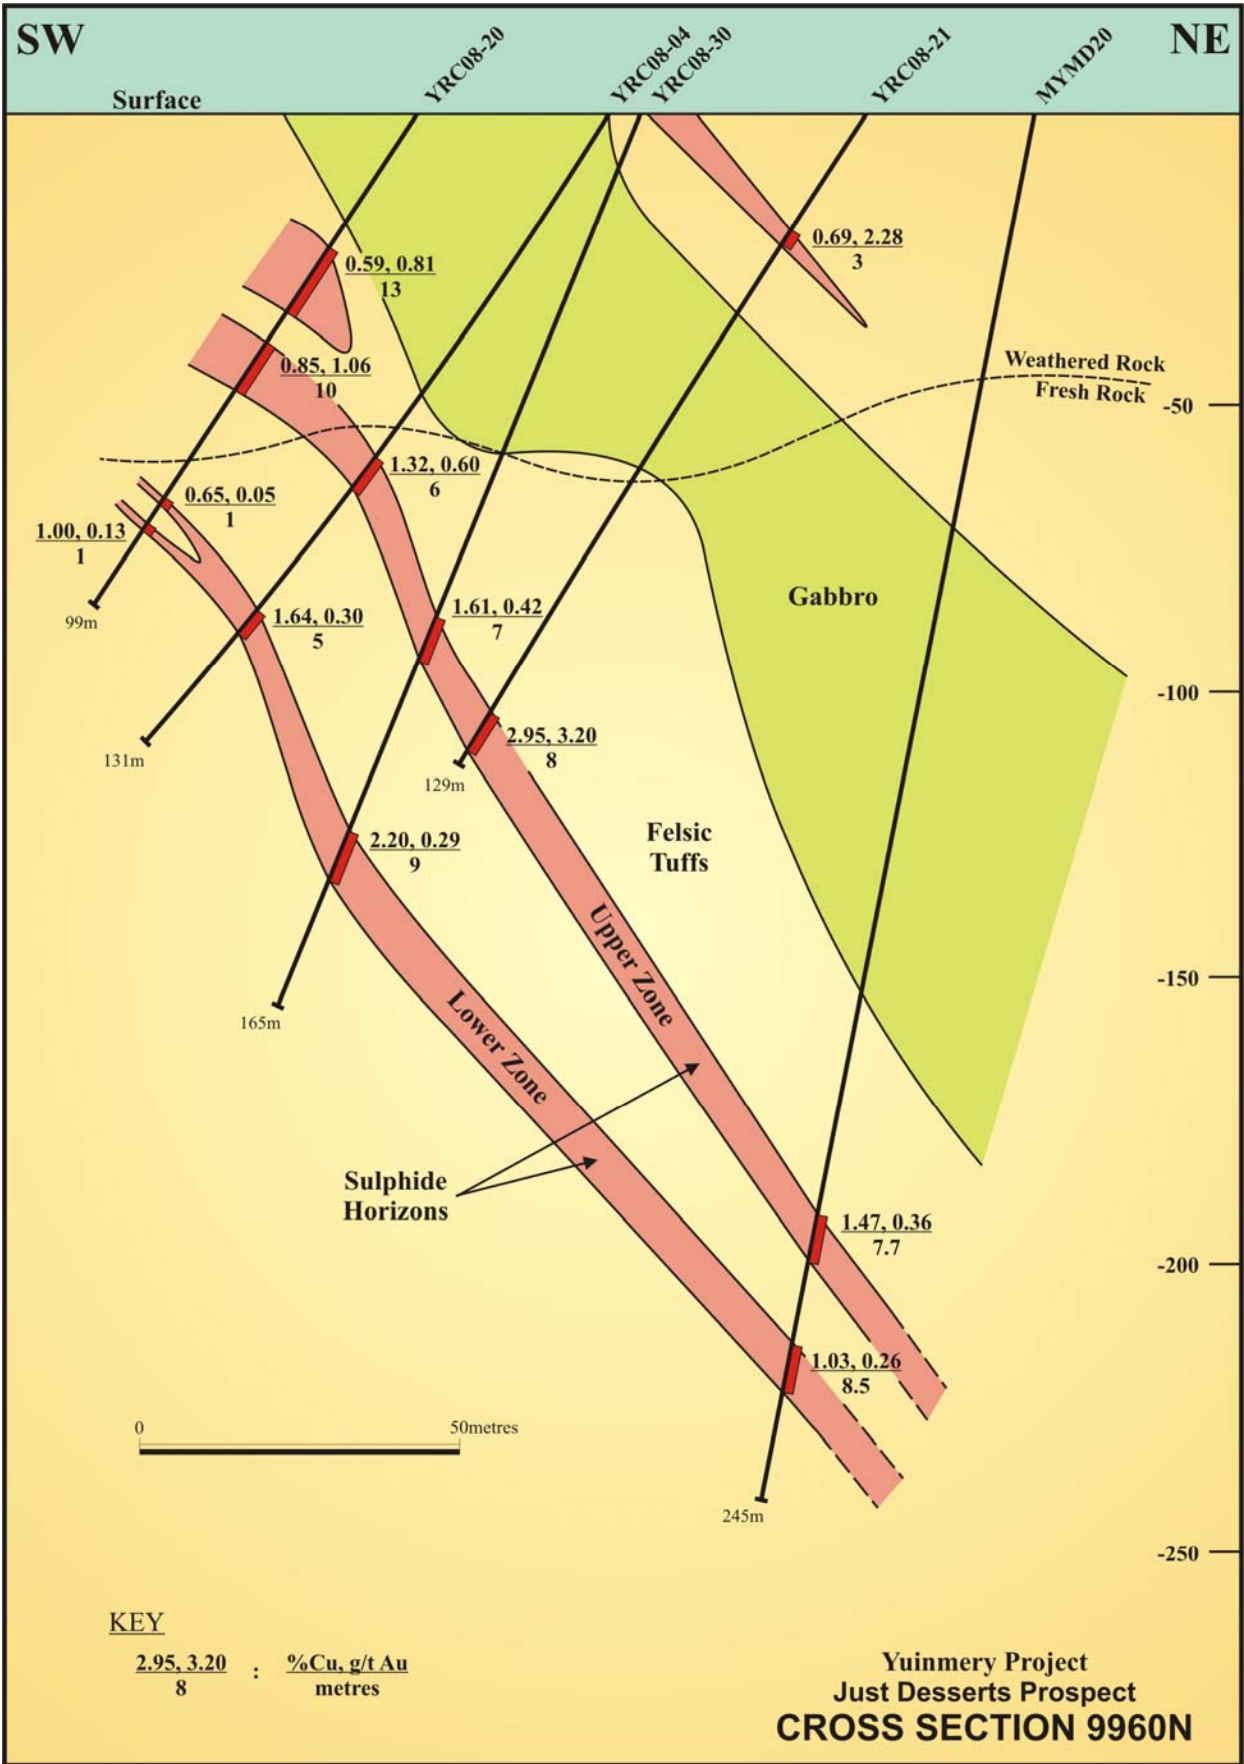 SW
NE
YRC08-20
YRC08-04
YRC08-30
YRC08-21
MYMD20
Surface
0.69, 2.28
3
0.59, 0.81
13
0.85, 1.06
10
Weathered Rock
Fresh Rock
-50
1.32, 0.60
6
0.65, 0.05
1
1.00, 0.13
1
99m
Gabbro
1.64, 0.30
5
1.61, 0.42
7
-100
131m
2.95, 3.20
8
129m
2.20, 0.29
9
Felsic
Tuffs
Upper Zone
-150
165m
Lower Zone
Sulphide
Horizons
1.47, 0.36
7.7
-200
1.03, 0.26
8.5
0
50metres
245m
-250
KEY
2.95, 3.20 : %Cu, g/t Au
8 metres
Yuinmery Project
Just Desserts Prospect
CROSS SECTION 9960N